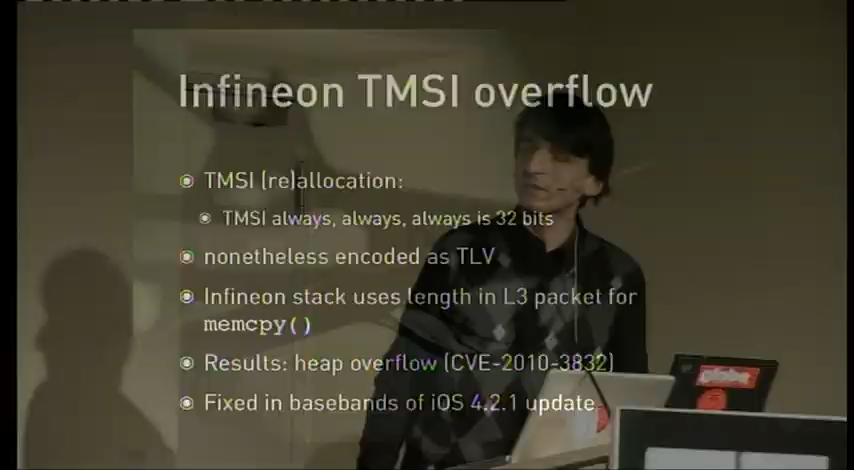 Infineon TMSI overflow
TMSI (re)allocation:
TMSI always, always, always is 32 bits
nonetheless encoded as TLV
Infineon stack uses length in L3 packet for
memcpy()
Results: heap overflow (CVE-2010-3832)
Fixed in basebands of iOS 4.2.1 update